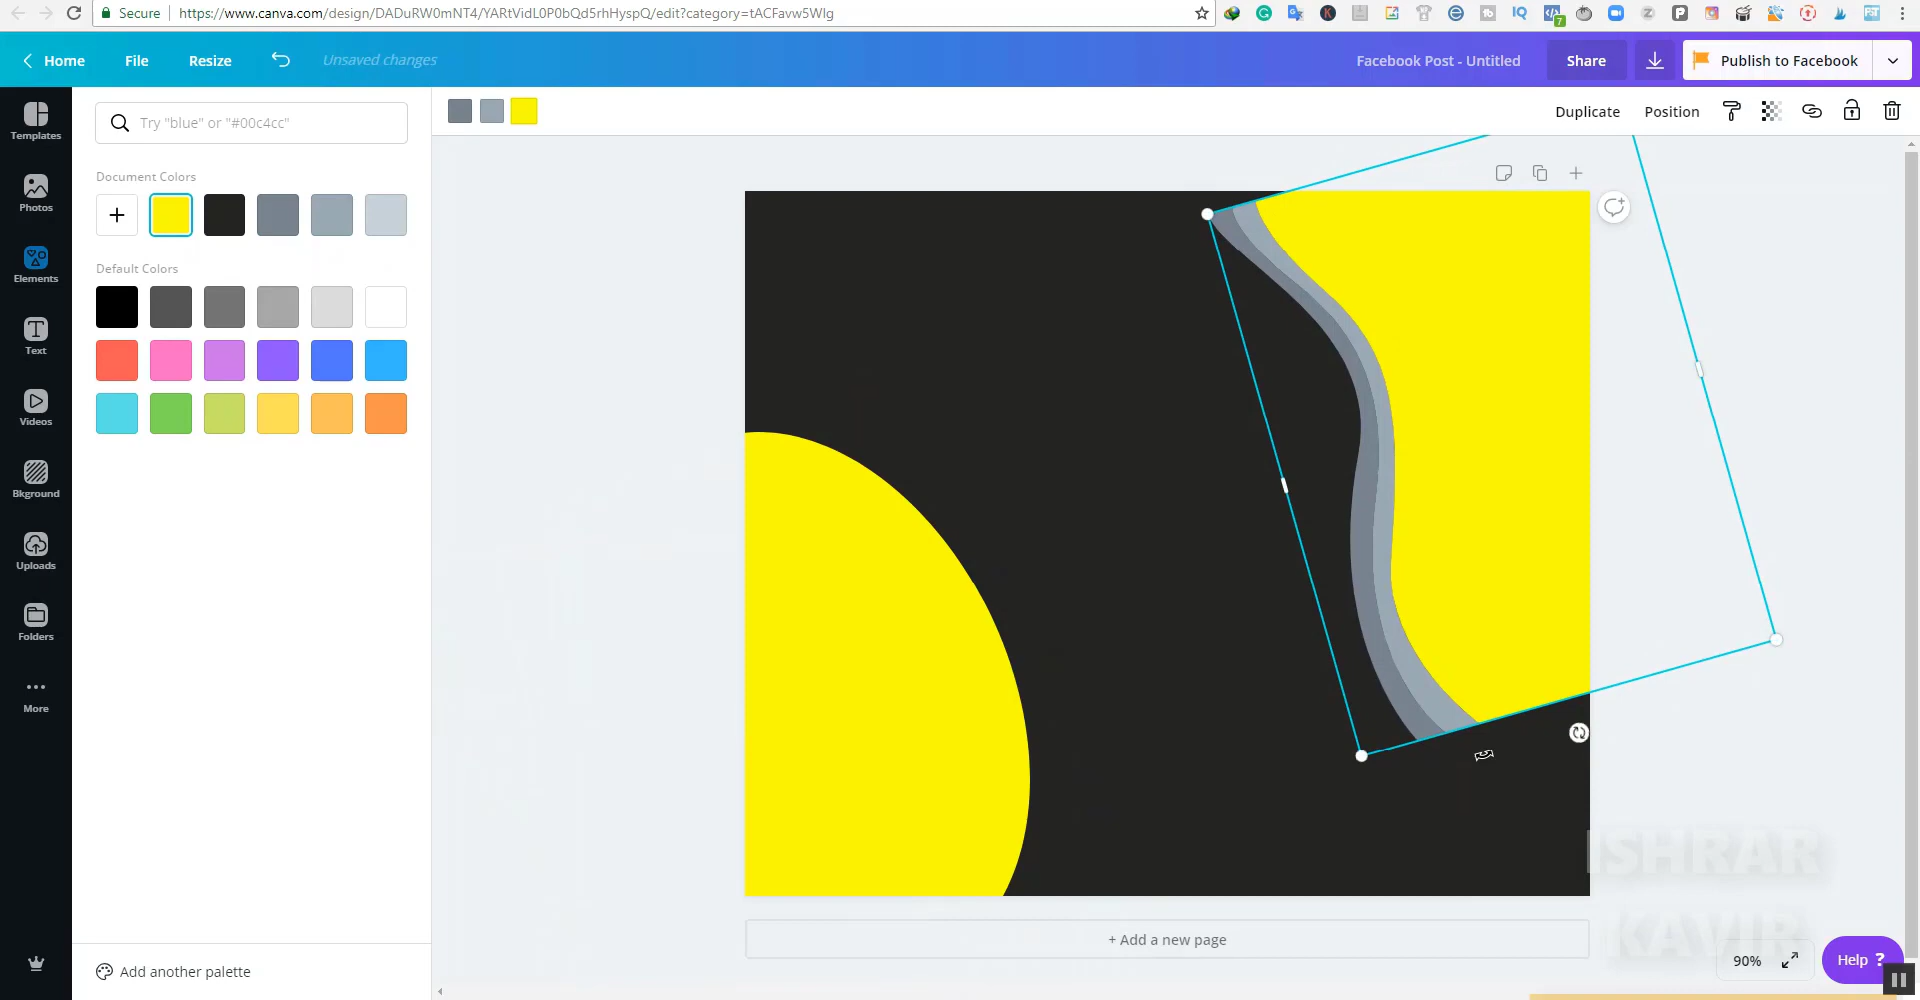 Secure
https://www.canva.com/design/DADuRW0mNT4/YARtVidL0P0bQd5rhHyspQ/edit?category=tACFavw5WIg
7
Home
File
Resize
Unsaved changes
Facebook Post - Untitled
Share
Publish to Facebook
Templates
Photos
Elements
Text
Videos
Bkground
Uploads
Folders
More
Try "blue" or "#00c4cc"
Document Colors
Default Colors
Add another palette
Duplicate
Position
+ Add a new page
ISHRAR
KAVIR
90%
Help ?